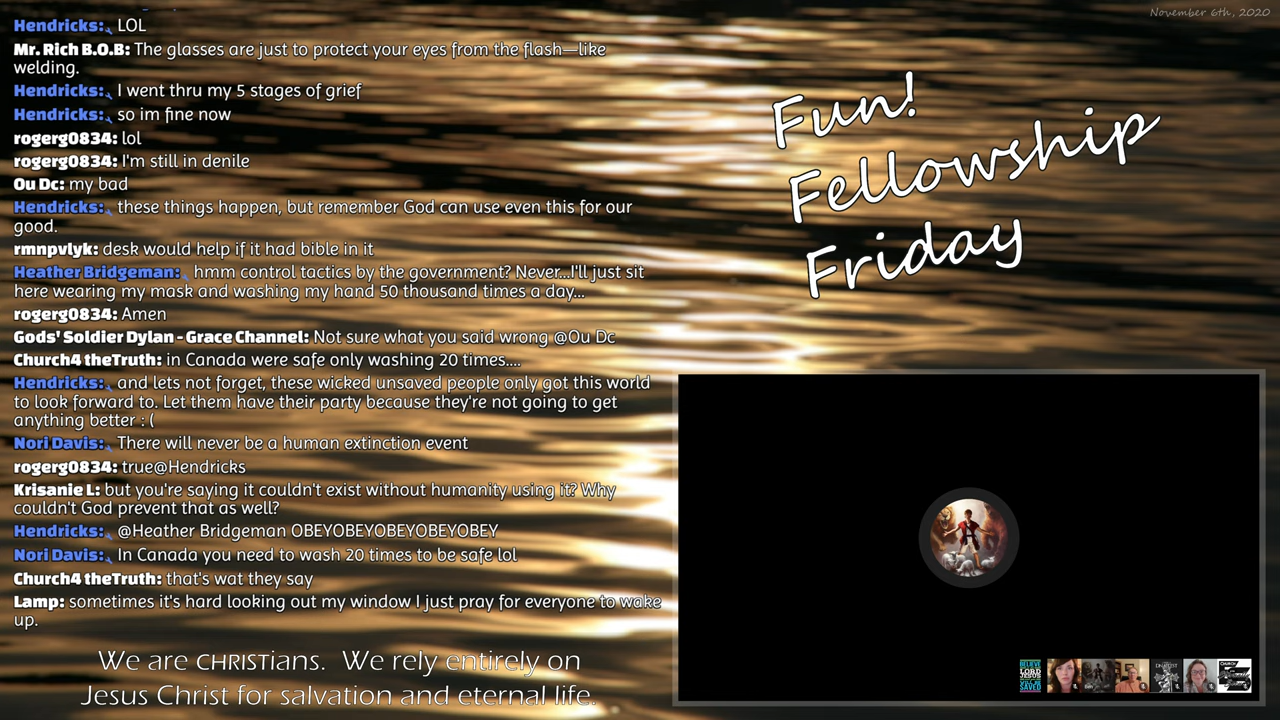 November 6th, 2020
Hendricks: LOL
Mr. Rich B.O.B: The glasses are just to protect your eyes from the flash—like
welding.
Hendricks: I went thru my 5 stages of grief
Hendricks: so im fine now
rogerg0834: lol
rogerg0834: I'm still in denile
Ou Dc: my bad
Hendricks: these things happen, but remember God can use even this for our
good.
rmnpvlyk: desk would help if it had bible in it
Heather Bridgeman: hmm control tactics by the government? Never...I'll just sit
here wearing my mask and washing my hand 50 thousand times a day...
rogerg0834: Amen
Gods' Soldier Dylan - Grace Channel: Not sure what you said wrong @Ou Dc
Church4 theTruth: in Canada were safe only washing 20 times....
Hendricks: and lets not forget, these wicked unsaved people only got this world
to look forward to. Let them have their party because they're not going to get
anything better : (
Nori Davis: There will never be a human extinction event
rogerg0834: true@Hendricks
Krisanie L: but you're saying it couldn't exist without humanity using it? Why
couldn't God prevent that as well?
Hendricks: @Heather Bridgeman OBEYOBEYOBEYOBEYOBEY
Nori Davis: In Canada you need to wash 20 times to be safe lol
Church4 theTruth: that's wat they say
Lamp: sometimes it's hard looking out my window I just pray for everyone to wake
up.
We are CHRISTians. We rely entirely on
Jesus Christ for salvation and eternal life.
Fun!
Fellowship
Friday
BELIEVE
LORD
JESUS
SAVED